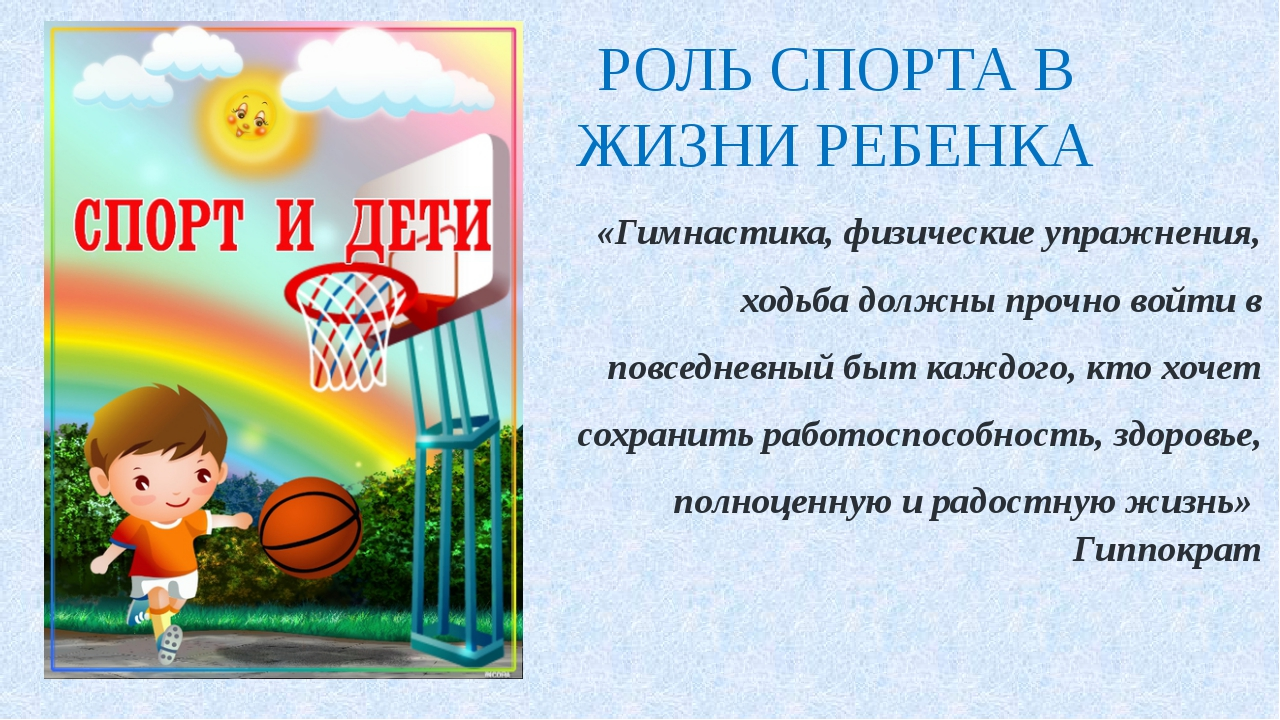 СПОРТ И ДЕТИ
РОЛЬ СПОРТА В
ЖИЗНИ РЕБЕНКА
«Гимнастика, физические упражнения,
ходьба должны прочно войти в
повседневный быт каждого, кто хочет
сохранить работоспособность, здоровье,
полноценную и радостную жизнь»
Гиппократ